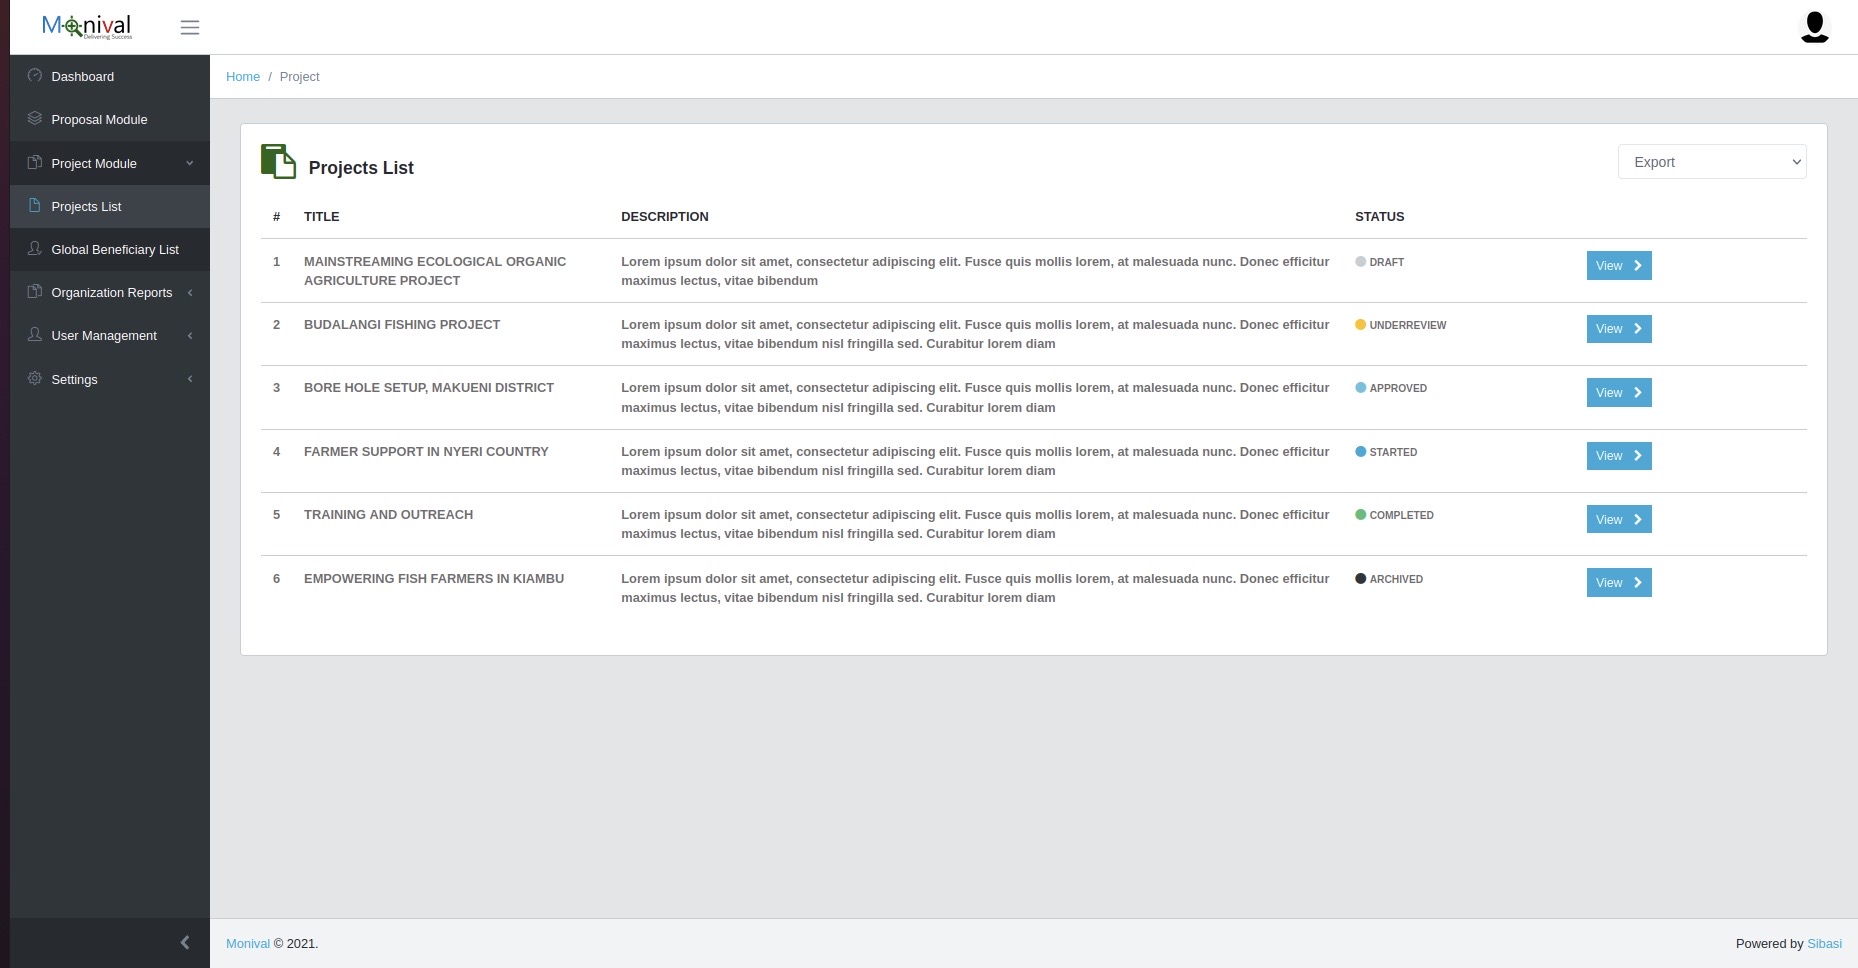 Monival
Delivering Success
Dashboard
Proposal Module
Project Module
Projects List
Global Beneficiary List
Organization Reports
User Management
Settings
Home / Project
Projects List
Export
# TITLE DESCRIPTION STATUS
1 MAINSTREAMING ECOLOGICAL ORGANIC Lorem ipsum dolor sit amet, consectetur adipiscing elit. Fusce quis mollis lorem, at malesuada nunc. Donec efficitur DRAFT View
AGRICULTURE PROJECT maximus lectus, vitae bibendum
2 BUDALANGI FISHING PROJECT Lorem ipsum dolor sit amet, consectetur adipiscing elit. Fusce quis mollis lorem, at malesuada nunc. Donec efficitur UNDERREVIEW View
maximus lectus, vitae bibendum nisl fringilla sed. Curabitur lorem diam
3 BORE HOLE SETUP, MAKUENI DISTRICT Lorem ipsum dolor sit amet, consectetur adipiscing elit. Fusce quis mollis lorem, at malesuada nunc. Donec efficitur APPROVED View
maximus lectus, vitae bibendum nisl fringilla sed. Curabitur lorem diam
4 FARMER SUPPORT IN NYERI COUNTRY Lorem ipsum dolor sit amet, consectetur adipiscing elit. Fusce quis mollis lorem, at malesuada nunc. Donec efficitur STARTED View
maximus lectus, vitae bibendum nisl fringilla sed. Curabitur lorem diam
5 TRAINING AND OUTREACH Lorem ipsum dolor sit amet, consectetur adipiscing elit. Fusce quis mollis lorem, at malesuada nunc. Donec efficitur COMPLETED View
maximus lectus, vitae bibendum nisl fringilla sed. Curabitur lorem diam
6 EMPOWERING FISH FARMERS IN KIAMBU Lorem ipsum dolor sit amet, consectetur adipiscing elit. Fusce quis mollis lorem, at malesuada nunc. Donec efficitur ARCHIVED View
maximus lectus, vitae bibendum nisl fringilla sed. Curabitur lorem diam
Monival © 2021. Powered by Sibasi